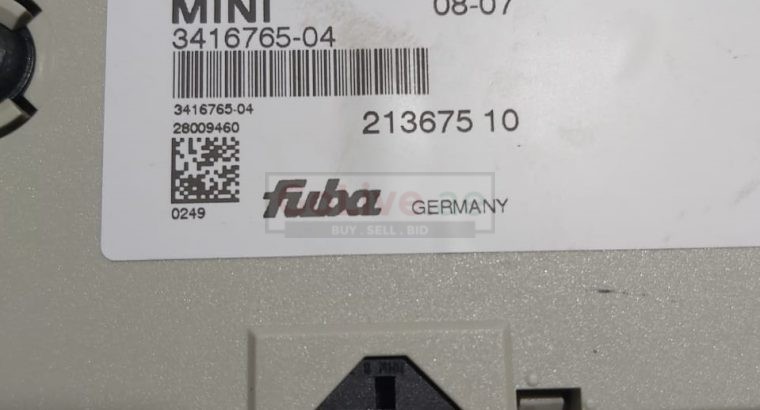 MINI 08-07
3416765-04
3416765-04
28009460
213675 10
0249
fuba GERMANY
BUY . SELL . BID